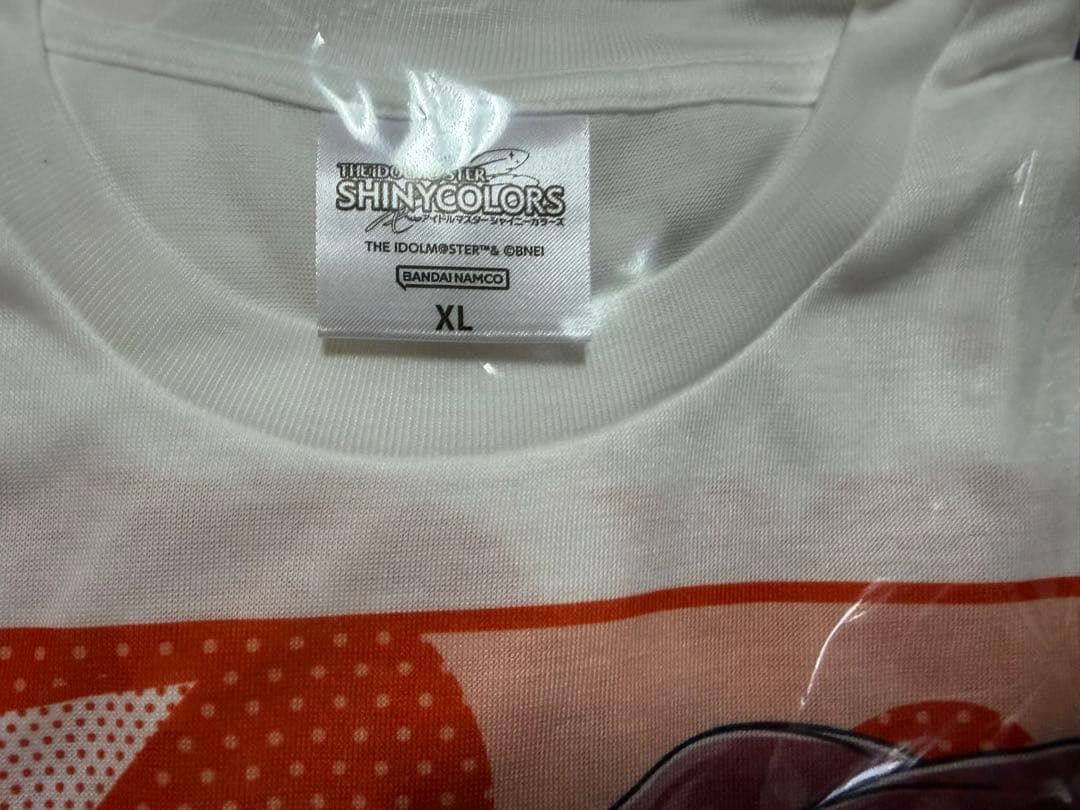 THE iDOLM@STER
SHINYCOLORS
アイドルマスター シャイニーカラーズ
THE IDOLM@STER™& ©BNEI
BANDAI NAMCO
XL